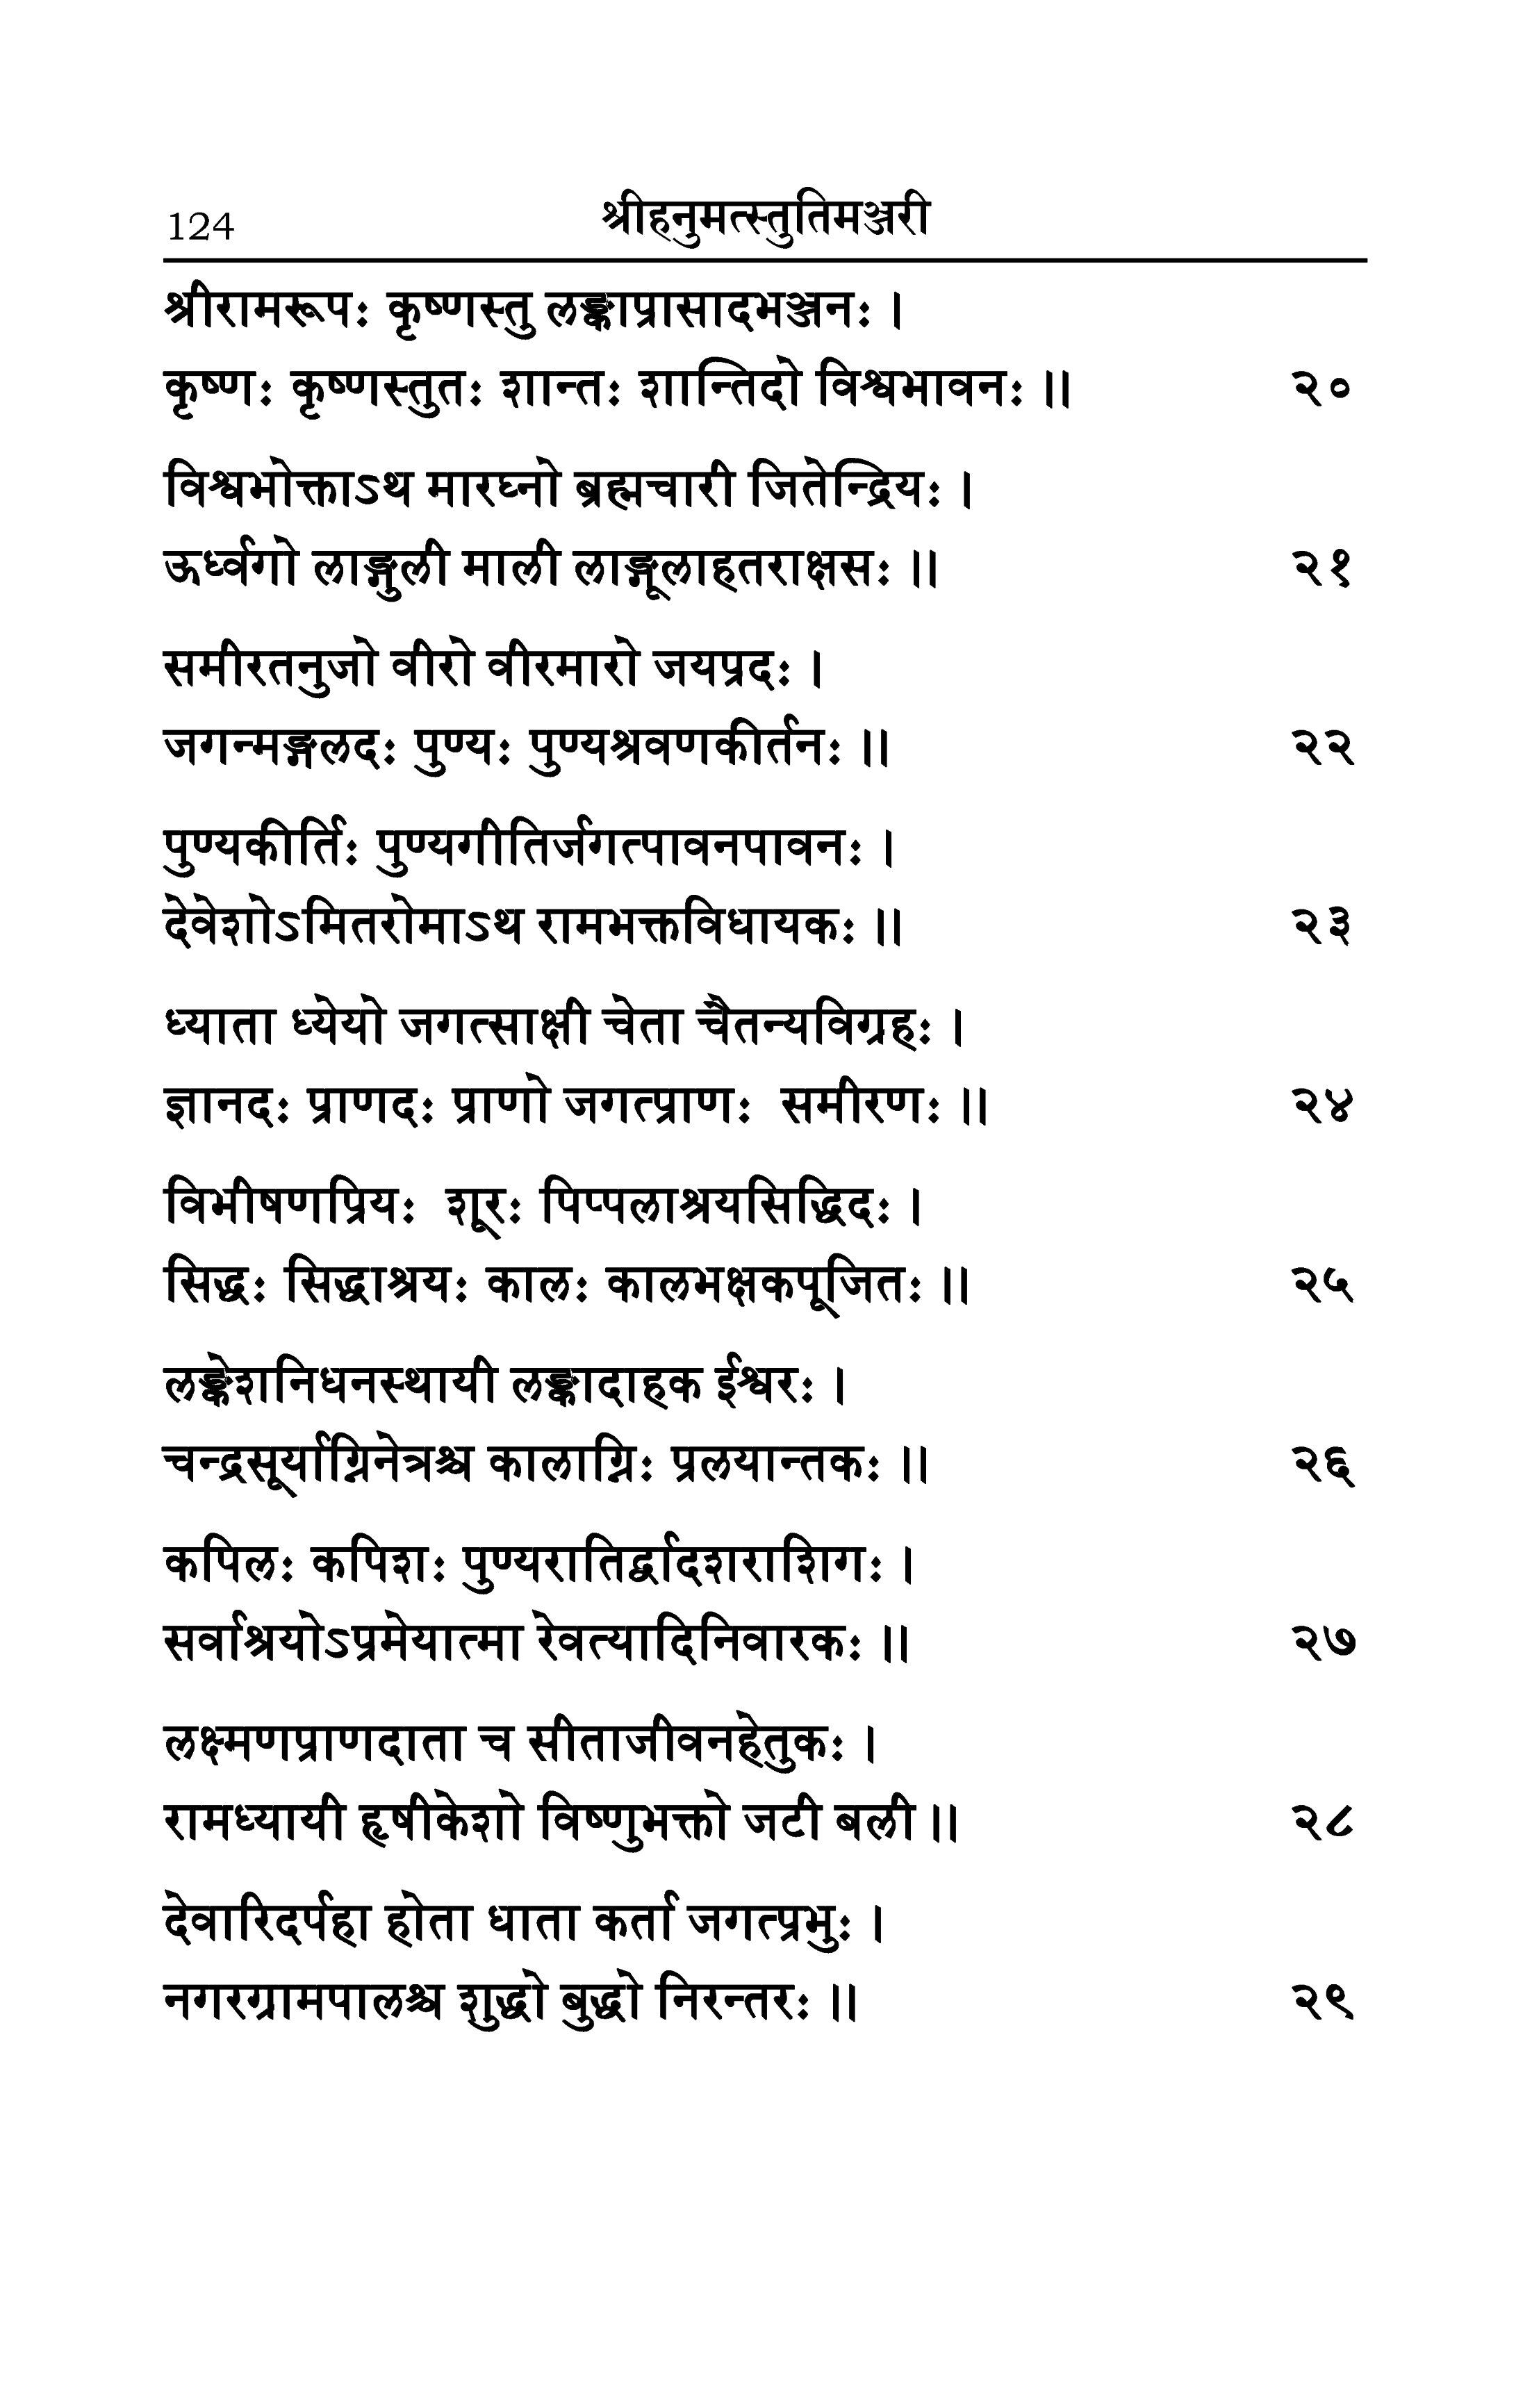 124 श्रीहनुमत्स्तुतिमञ्जरी
श्रीरामरूपः कृष्णस्तु लङ्काप्रासादभञ्जनः ।
कृष्णः कृष्णस्तुतः शान्तः शान्तिदो विश्वभावनः ॥ २०
विश्वभोक्ताऽथ मारघ्नो ब्रह्मचारी जितेन्द्रियः ।
ऊर्ध्वगो लाङ्गुली माली लाङ्गूलाहतराक्षसः ॥ २१
समीरतनुजो वीरो वीरमारो जयप्रदः ।
जगन्मङ्गलदः पुण्यः पुण्यश्रवणकीर्तनः ॥ २२
पुण्यकीर्तिः पुण्यगीतिर्जगत्पावनपावनः ।
देवेशोऽमितरोमाऽथ रामभक्तविधायकः ॥ २३
ध्याता ध्येयो जगत्साक्षी चेता चैतन्यविग्रहः ।
ज्ञानदः प्राणदः प्राणो जगत्प्राणः समीरणः ॥ २४
विभीषणप्रियः शूरः पिप्पलाश्रयसिद्धिदः ।
सिद्धः सिद्धाश्रयः कालः कालभक्षकपूजितः ॥ २५
लङ्केशनिधनस्थायी लङ्कादाहक ईश्वरः ।
चन्द्रसूर्याग्निनेत्रश्च कालाग्निः प्रलयान्तकः ॥ २६
कपिलः कपिशः पुण्यरातिर्द्वादशराशिगः ।
सर्वाश्रयोऽप्रमेयात्मा रेवत्यादिनिवारकः ॥ २७
लक्ष्मणप्राणदाता च सीताजीवनहेतुकः ।
रामध्यायी हृषीकेशो विष्णुभक्तो जटी बली ॥ २८
देवारिदर्पहा होता धाता कर्ता जगत्प्रभुः ।
नगरग्रामपालश्च शुद्धो बुद्धो निरन्तरः ॥ २९